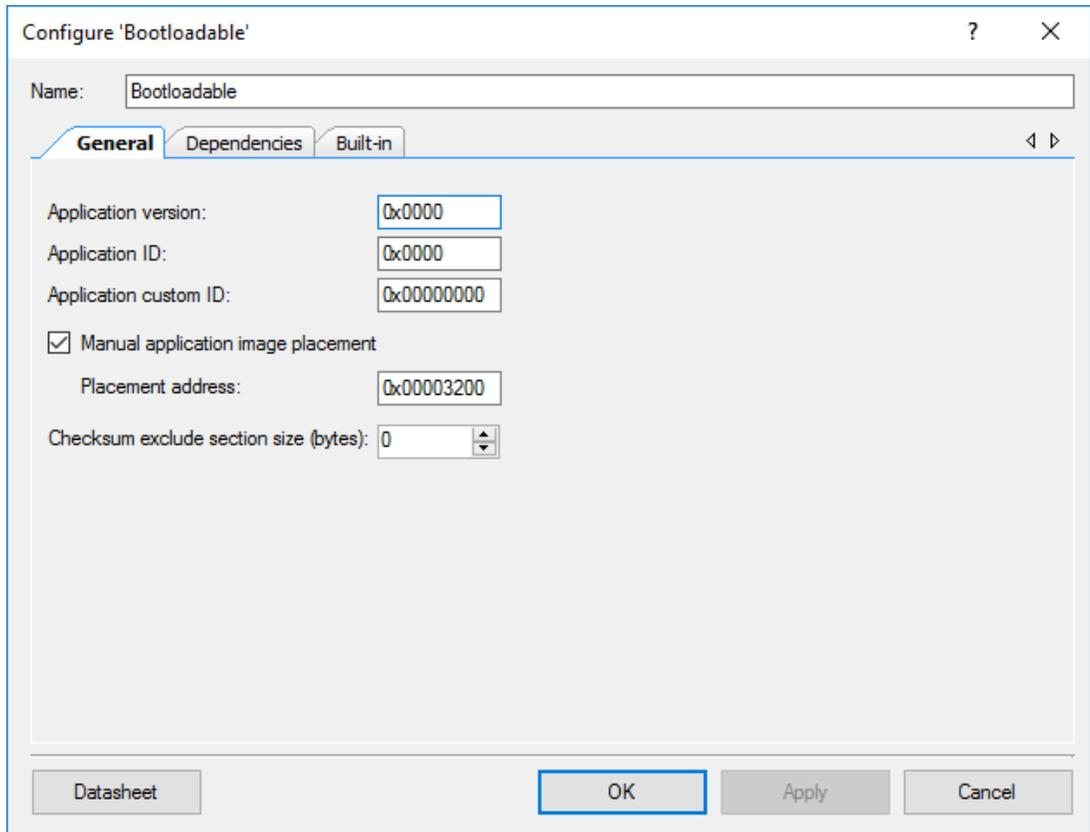 Configure 'Bootloadable'
?
Name: Bootloadable
General Dependencies Built-in
Application version: 0x0000
Application ID: 0x0000
Application custom ID: 0x00000000
Manual application image placement
Placement address: 0x00003200
Checksum exclude section size (bytes): 0
Datasheet OK Apply Cancel